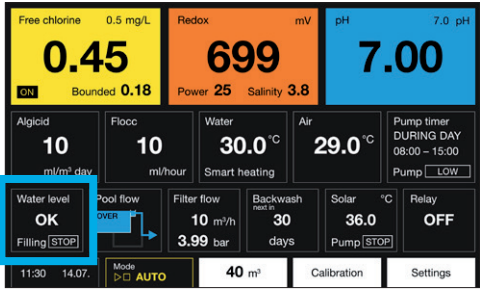 Free chlorine 0.5 mg/L
0.45
ON Bounded 0.18
Redox mV
699
Power 25 Salinity 3.8
pH 7.0 pH
7.00
Algicid
10
ml/m³ day
Flocc
10
ml/hour
Water
30.0°C
Smart heating
Air
29.0°C
Pump timer
DURING DAY
08:00 – 15:00
Pump LOW
Water level
OK
Filling STOP
Pool flow
OVER
Filter flow
10 m³/h
3.99 bar
Backwash
next in
30
days
Solar °C
36.0
Pump STOP
Relay
OFF
11:30 14.07.
Mode
AUTO
40 m³
Calibration
Settings